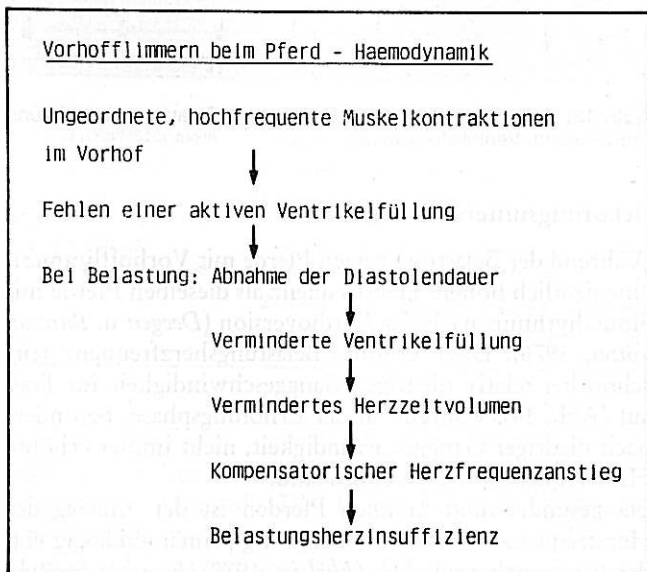 Vorhofflimmern beim Pferd - Haemodynamik
Ungeordnete, hochfrequente Muskelkontraktionen
im Vorhof
Fehlen einer aktiven Ventrikelfüllung
Bei Belastung: Abnahme der Diastolendauer
Verminderte Ventrikelfüllung
Vermindertes Herzzeitvolumen
Kompensatorischer Herzfrequenzanstieg
Belastungsherzinsuffizienz